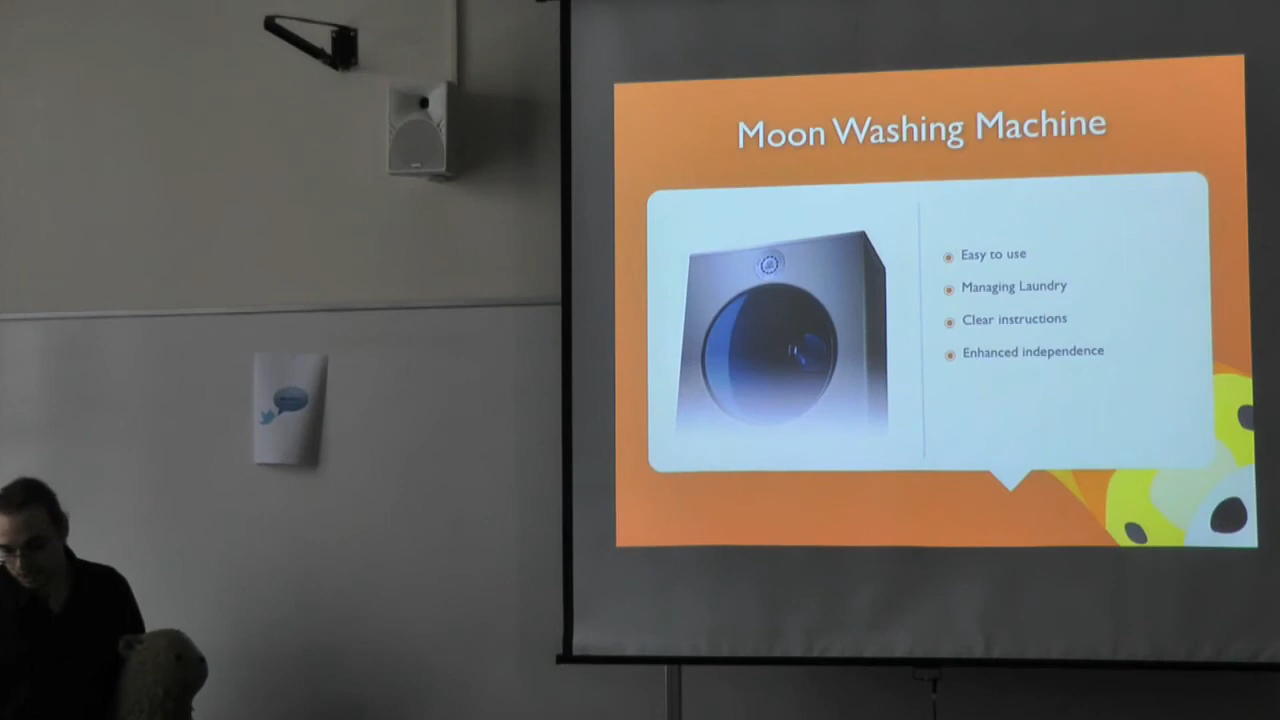 Moon Washing Machine
Easy to use
Managing Laundry
Clear instructions
Enhanced independence